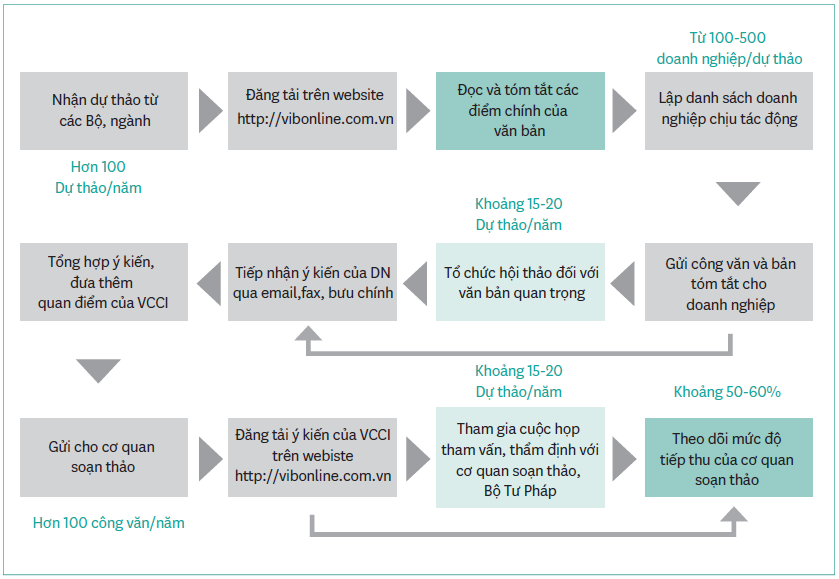 Từ 100-500
doanh nghiệp/dự thảo
Nhận dự thảo từ
các Bộ, ngành
Đăng tải trên website
http://vibonline.com.vn
Đọc và tóm tắt các
điểm chính của
văn bản
Lập danh sách doanh
nghiệp chịu tác động
Hơn 100
Dự thảo/năm
Khoảng 15-20
Dự thảo/năm
Tổng hợp ý kiến,
đưa thêm
quan điểm của VCCI
Tiếp nhận ý kiến của DN
qua email,fax, bưu chính
Tổ chức hội thảo đối với
văn bản quan trọng
Gửi công văn và bản
tóm tắt cho
doanh nghiệp
Khoảng 15-20
Dự thảo/năm
Khoảng 50-60%
Gửi cho cơ quan
soạn thảo
Đăng tải ý kiến của VCCI
trên webiste
http://vibonline.com.vn
Tham gia cuộc họp
tham vấn, thẩm định với
cơ quan soạn thảo,
Bộ Tư Pháp
Theo dõi mức độ
tiếp thu của cơ quan
soạn thảo
Hơn 100 công văn/năm